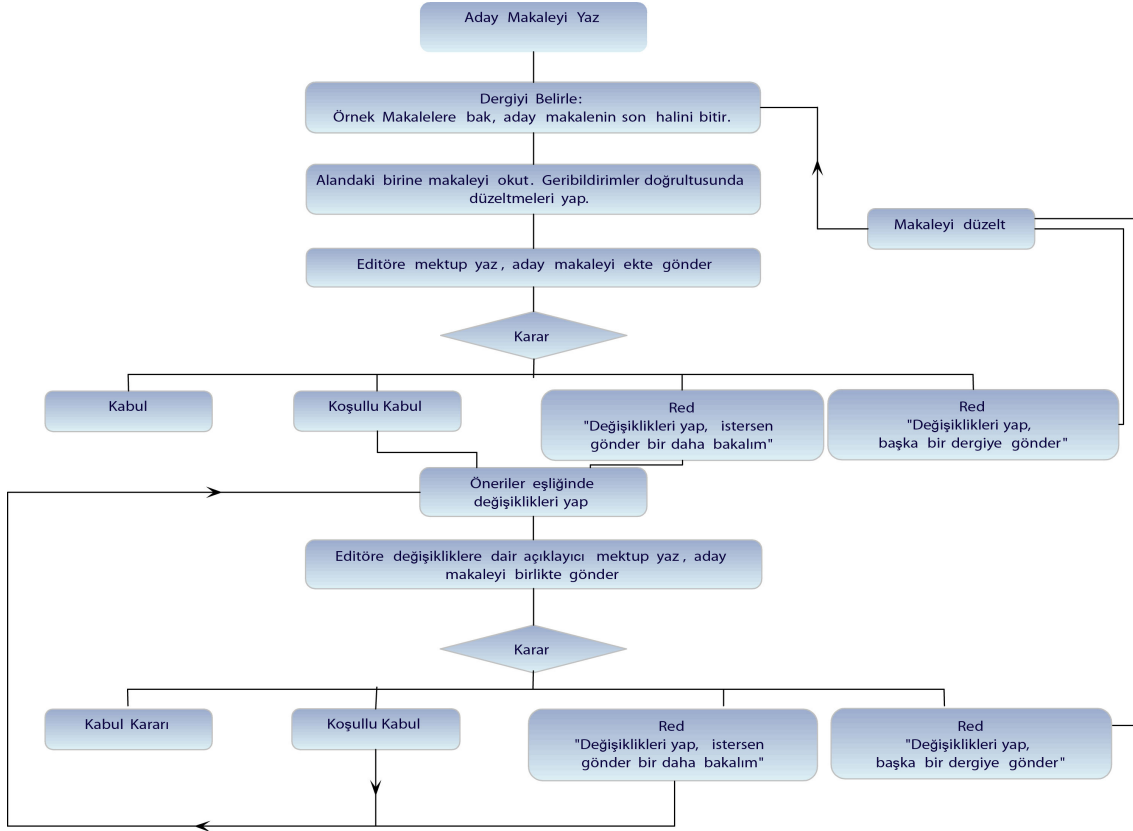 Aday Makaleyi Yaz
Dergiyi Belirle:
Örnek Makalelere bak, aday makalenin son halini bitir.
Alandaki birine makaleyi okut. Geribildirimler doğrultusunda
düzeltmeleri yap.
Makaleyi düzelt
Editöre mektup yaz, aday makaleyi ekte gönder
Karar
Kabul
Koşullu Kabul
Red
"Değişiklikleri yap, istersen
gönder bir daha bakalım"
Red
"Değişiklikleri yap,
başka bir dergiye gönder"
Öneriler eşliğinde
değişiklikleri yap
Editöre değişikliklere dair açıklayıcı mektup yaz, aday
makaleyi birlikte gönder
Karar
Kabul Kararı
Koşullu Kabul
Red
"Değişiklikleri yap, istersen
gönder bir daha bakalım"
Red
"Değişiklikleri yap,
başka bir dergiye gönder"